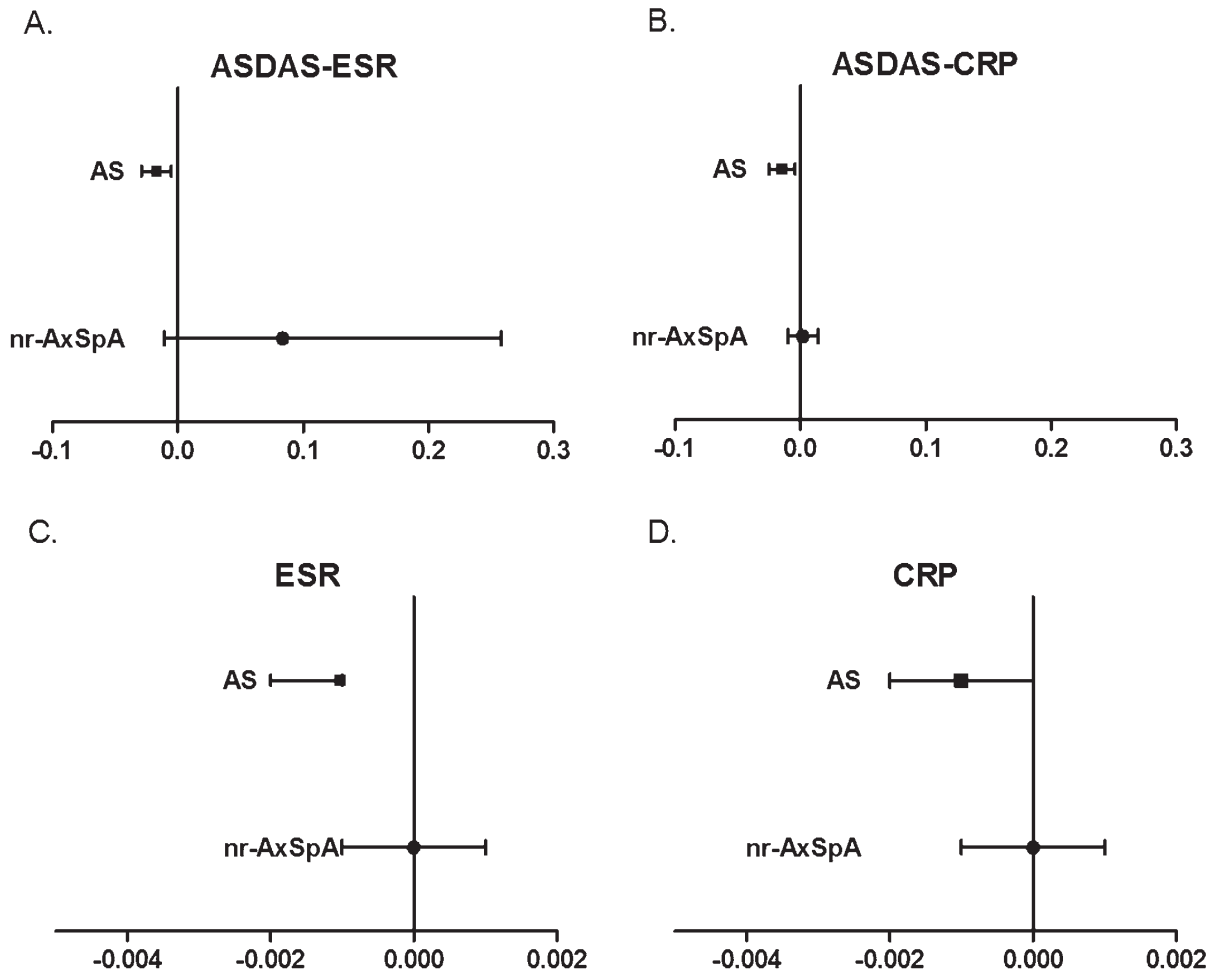 A.
ASDAS-ESR
AS
nr-AxSpA
-0.1 0.0 0.1 0.2 0.3
B.
ASDAS-CRP
AS
nr-AxSpA
-0.1 0.0 0.1 0.2 0.3
C.
ESR
AS
nr-AxSpA
-0.004 -0.002 0.000 0.002
D.
CRP
AS
nr-AxSpA
-0.004 -0.002 0.000 0.002